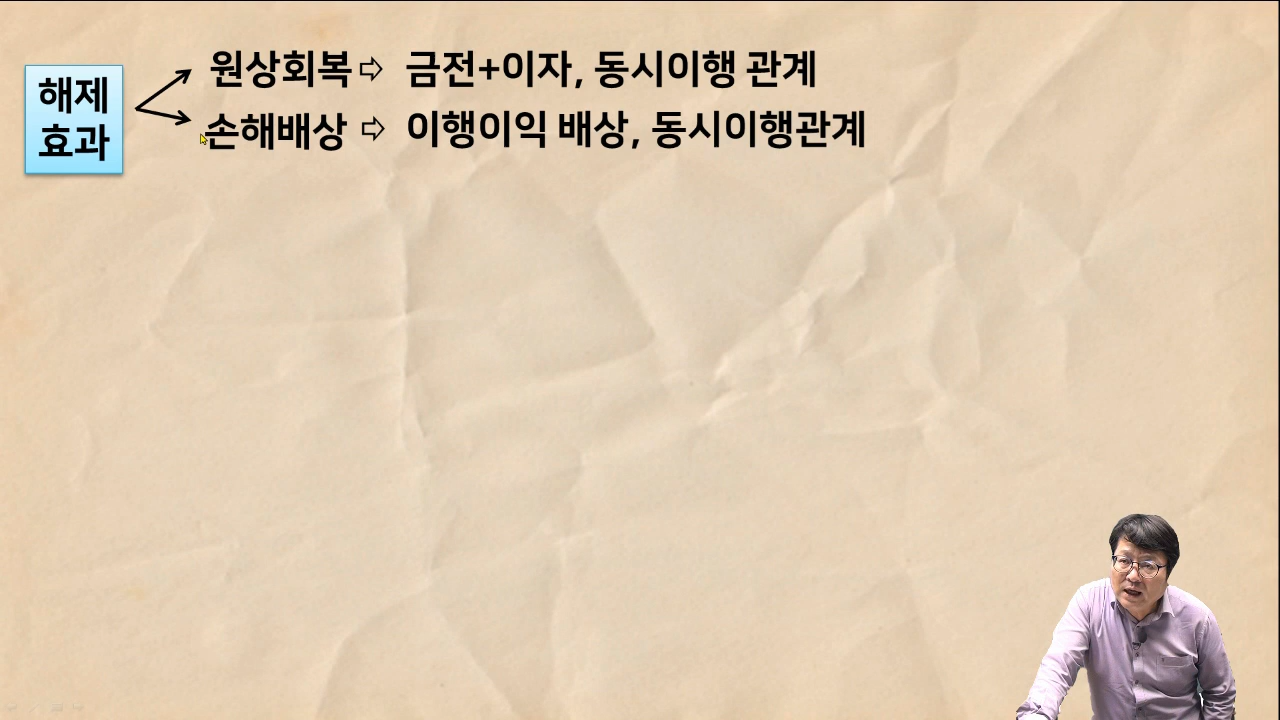 해제
효과
원상회복 ⇨ 금전+이자, 동시이행 관계
손해배상 ⇨ 이행이익 배상, 동시이행관계